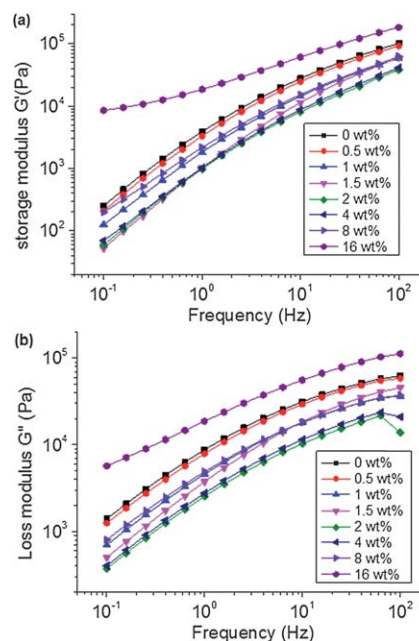 (a)
storage modulus G'(Pa)
10^5
10^4
10^3
10^2
0 wt%
0.5 wt%
1 wt%
1.5 wt%
2 wt%
4 wt%
8 wt%
16 wt%
10^-1
10^0
10^1
10^2
Frequency (Hz)
(b)
Loss modulus G" (Pa)
10^5
10^4
10^3
0 wt%
0.5 wt%
1 wt%
1.5 wt%
2 wt%
4 wt%
8 wt%
16 wt%
10^-1
10^0
10^1
10^2
Frequency (Hz)